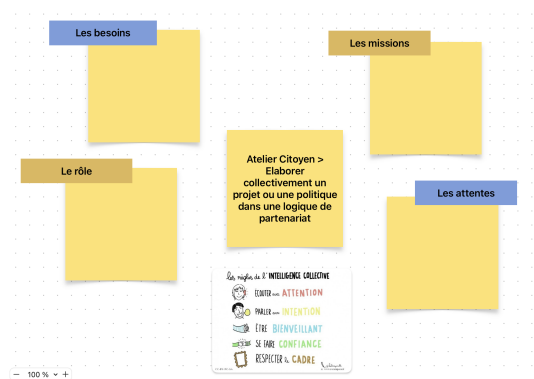 Les besoins
Les missions
Le rôle
Atelier Citoyen >
Elaborer
collectivement un
projet ou une politique
dans une logique de
partenariat
Les attentes
les règles de l'INTELLIGENCE COLLECTIVE
ECOUTER avec ATTENTION
PARLER avec INTENTION
ETRE BIENVEILLANT
SE FAIRE CONFIANCE
RESPECTER le CADRE
− 100 % +